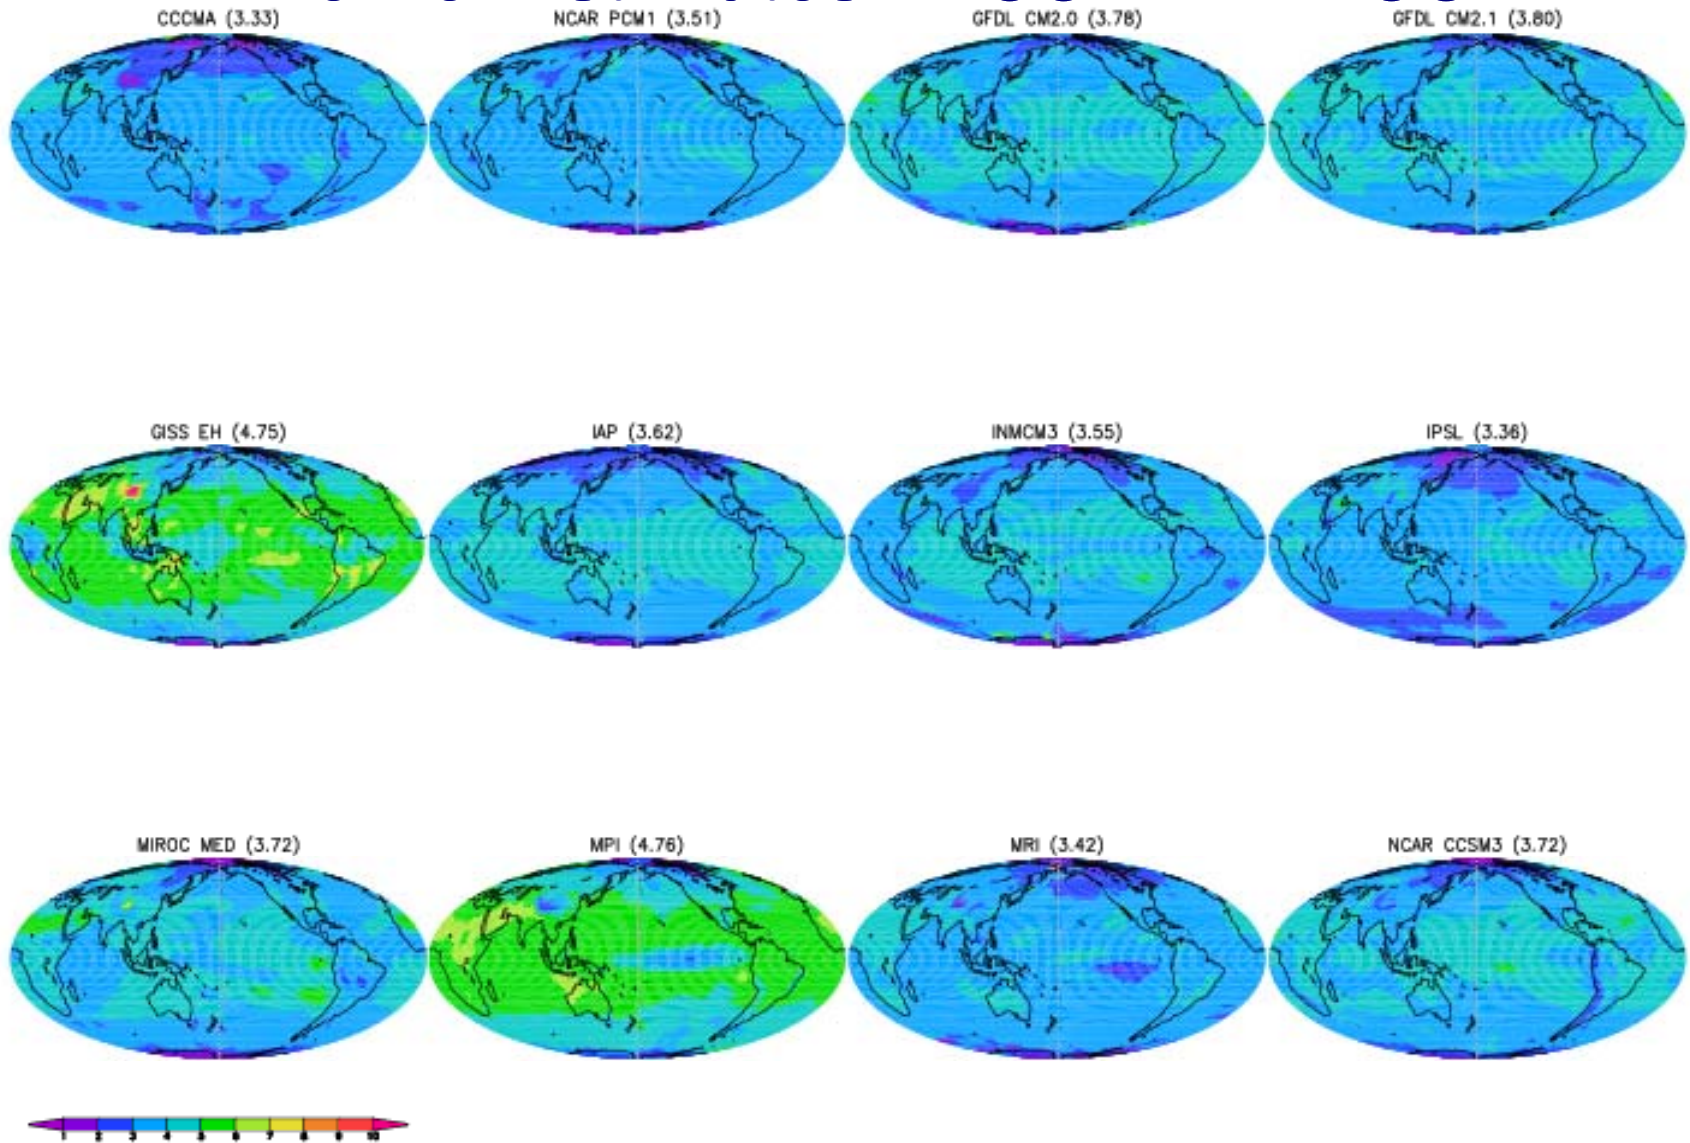 CCCMA (3.33)
NCAR PCM1 (3.51)
GFDL CM2.0 (3.78)
GFDL CM2.1 (3.80)
GISS EH (4.75)
IAP (3.62)
INMCM3 (3.55)
IPSL (3.36)
MIROC MED (3.72)
MPI (4.76)
MRI (3.42)
NCAR CCSM3 (3.72)
1 2 3 4 5 6 7 8 9 10